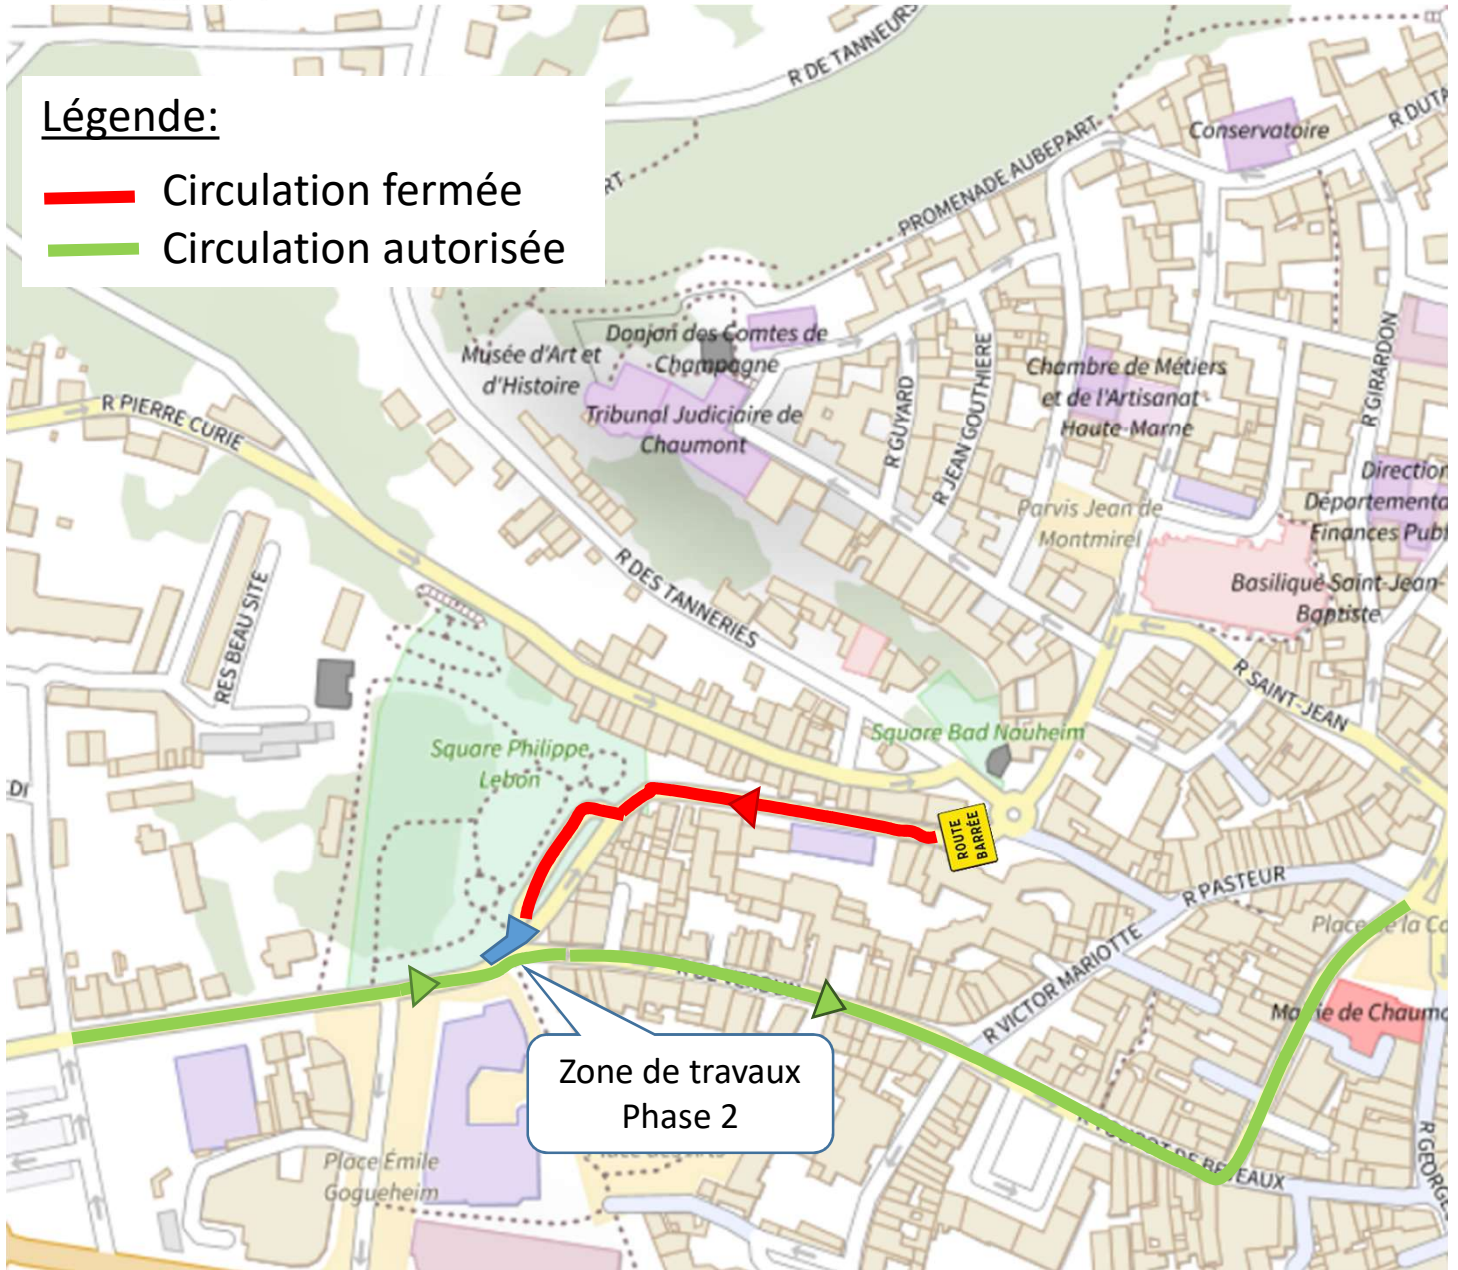 R DE TANNEURS
Légende:
Circulation fermée
Circulation autorisée
Conservatoire
PROMENADE AUBEPART
Donjon des Comtes de
Champagne
Musée d'Art et
d'Histoire
Tribunal Judiciaire de
Chaumont
R PIERRE CURIE
R GUYARD
R JEAN GOUTHIERE
Chambre de Métiers
et de l'Artisanat
Haute-Marne
R GIRARDON
Direction
Finances
Parvis Jean de
Montmirel
Basilique Saint-Jean-
Baptiste
R DES TANNERIES
RES BEAU SITE
R SAINT-JEAN
Square Bad Nauheim
Square Philippe
Lebon
ROUTE
BARRÉE
R PASTEUR
R VICTOR MARIOTTE
Zone de travaux
Phase 2
Place Émile
Gogueheim